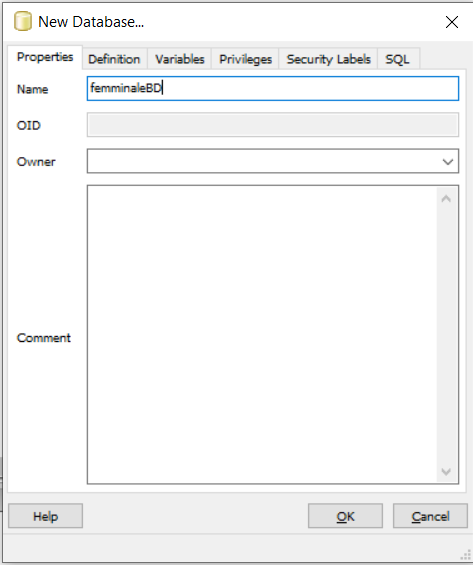 New Database...
Properties Definition Variables Privileges Security Labels SQL
Name femminaleBD
OID
Owner
Comment
Help OK Cancel